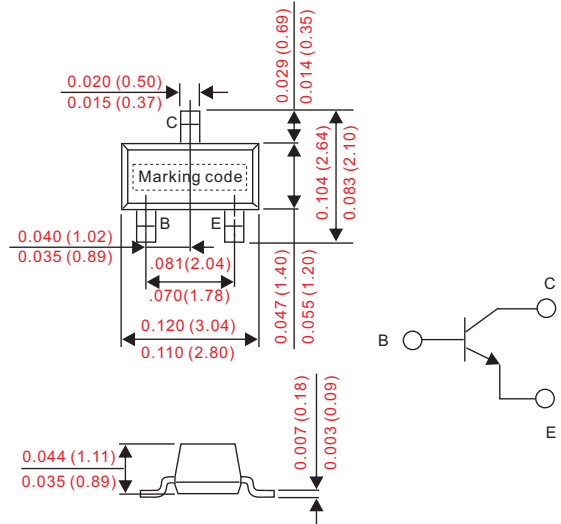 0.020 (0.50)
0.015 (0.37)
0.029 (0.69)
0.014 (0.35)
C
Marking code
0.104 (2.64)
0.083 (2.10)
B
E
0.040 (1.02)
0.035 (0.89)
.081(2.04)
.070(1.78)
0.047 (1.40)
0.055 (1.20)
0.120 (3.04)
0.110 (2.80)
C
B
E
0.044 (1.11)
0.035 (0.89)
0.007 (0.18)
0.003 (0.09)